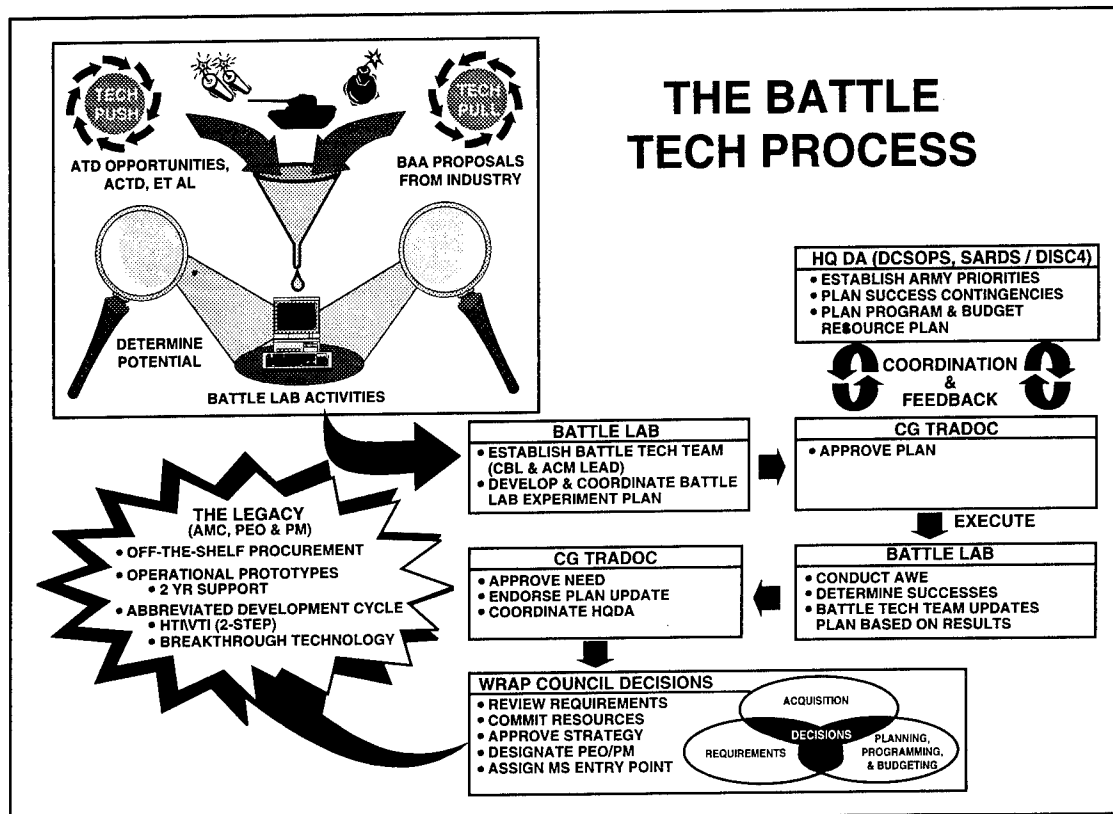 THE BATTLE
TECH PROCESS
TECH
PUSH
TECH
PULL
ATD OPPORTUNITIES,
ACTD, ET AL
BAA PROPOSALS
FROM INDUSTRY
DETERMINE
POTENTIAL
BATTLE LAB ACTIVITIES
HQ DA (DCSOPS, SARDS / DISC4)
• ESTABLISH ARMY PRIORITIES
• PLAN SUCCESS CONTINGENCIES
• PLAN PROGRAM & BUDGET
RESOURCE PLAN
COORDINATION
&
FEEDBACK
BATTLE LAB
• ESTABLISH BATTLE TECH TEAM
(CBL & ACM LEAD)
• DEVELOP & COORDINATE BATTLE
LAB EXPERIMENT PLAN
CG TRADOC
• APPROVE PLAN
EXECUTE
BATTLE LAB
• CONDUCT AWE
• DETERMINE SUCCESSES
• BATTLE TECH TEAM UPDATES
PLAN BASED ON RESULTS
CG TRADOC
• APPROVE NEED
• ENDORSE PLAN UPDATE
• COORDINATE HQDA
WRAP COUNCIL DECISIONS
• REVIEW REQUIREMENTS
• COMMIT RESOURCES
• APPROVE STRATEGY
• DESIGNATE PEO/PM
• ASSIGN MS ENTRY POINT
ACQUISITION
DECISIONS
REQUIREMENTS
PLANNING,
PROGRAMMING,
& BUDGETING
THE LEGACY
(AMC, PEO & PM)
• OFF-THE-SHELF PROCUREMENT
• OPERATIONAL PROTOTYPES
• 2 YR SUPPORT
• ABBREVIATED DEVELOPMENT CYCLE
• HTI\VTI (2-STEP)
• BREAKTHROUGH TECHNOLOGY